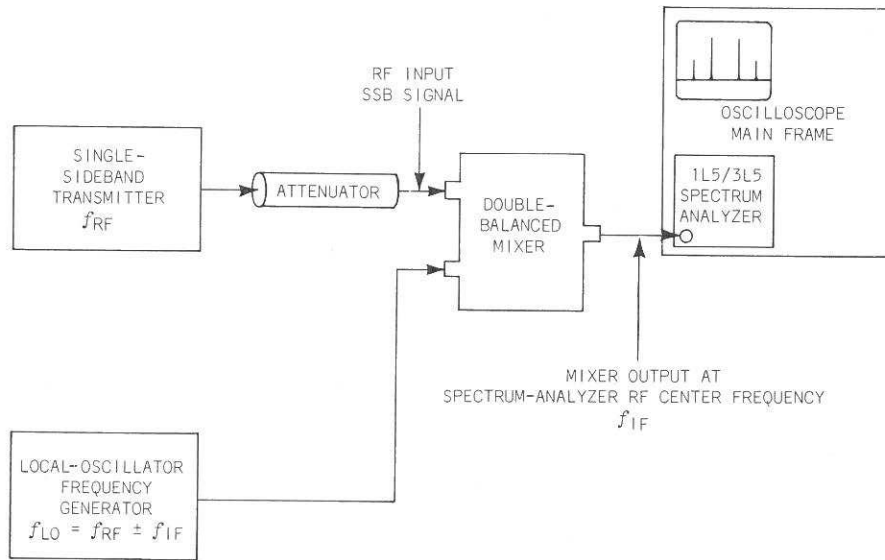 RF INPUT
SSB SIGNAL
OSCILLOSCOPE
MAIN FRAME
SINGLE-
SIDEBAND
TRANSMITTER
fRF
ATTENUATOR
DOUBLE-
BALANCED
MIXER
1L5/3L5
SPECTRUM
ANALYZER
MIXER OUTPUT AT
SPECTRUM-ANALYZER RF CENTER FREQUENCY
fIF
LOCAL-OSCILLATOR
FREQUENCY
GENERATOR
fLO = fRF ± fIF